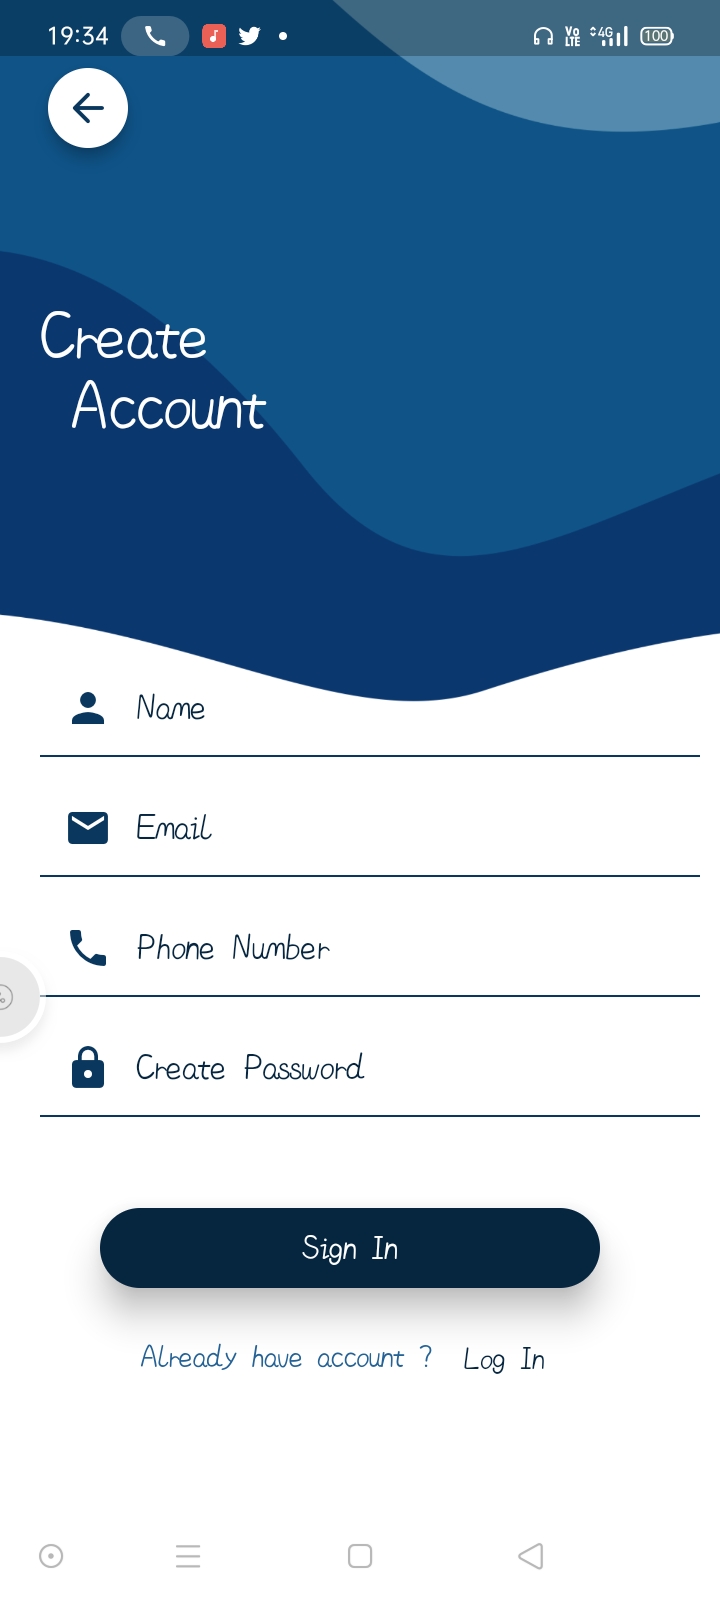 19:34 Vo LTE 4G 100
Create
Account
Name
Email
Phone Number
Create Password
Sign In
Already have account ? Log In